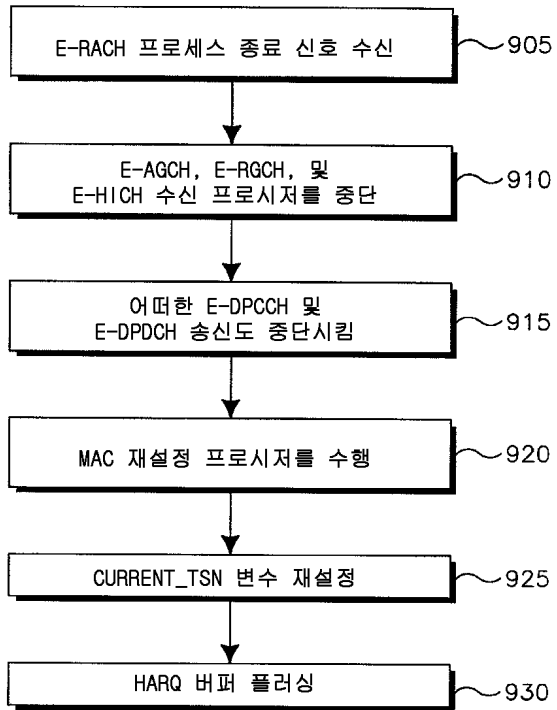 E-RACH 프로세스 종료 신호 수신
905
E-AGCH, E-RGCH, 및
E-HICH 수신 프로시저를 중단
910
어떠한 E-DPCCH 및
E-DPDCH 송신도 중단시킴
915
MAC 재설정 프로시저를 수행
920
CURRENT_TSN 변수 재설정
925
HARQ 버퍼 플러싱
930